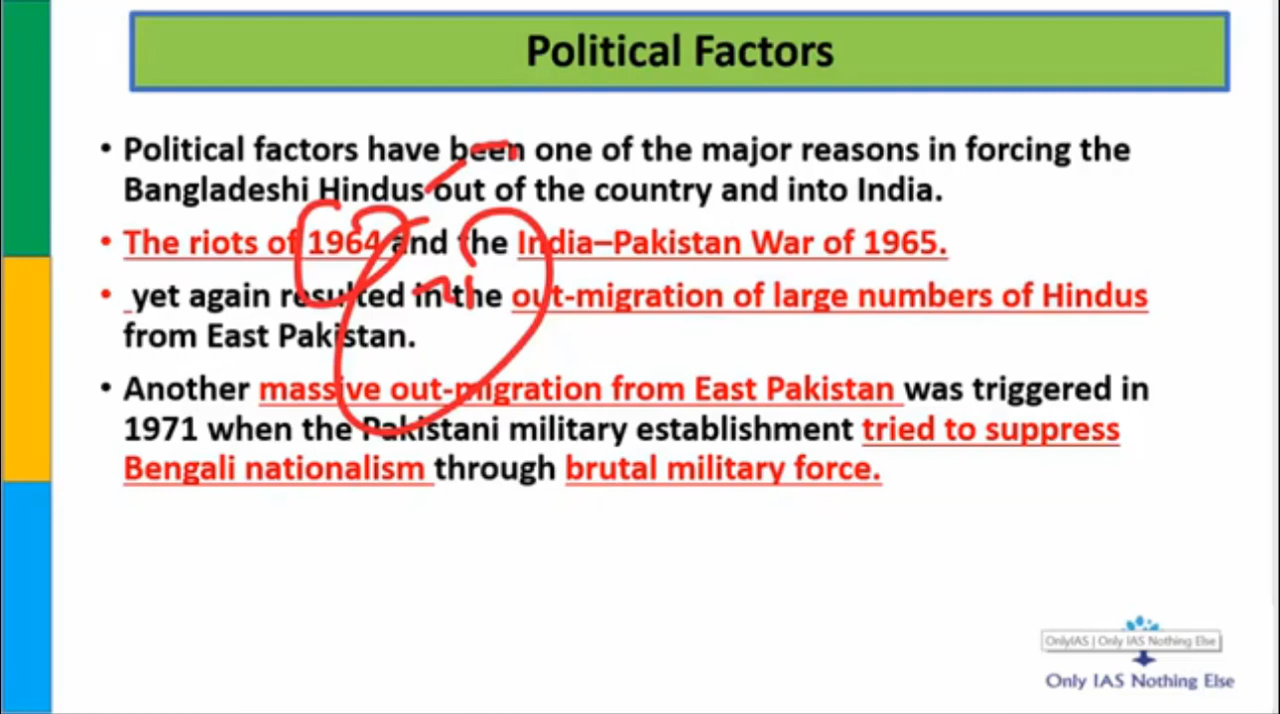 Political Factors
• Political factors have been one of the major reasons in forcing the
Bangladeshi Hindus out of the country and into India.
• The riots of 1964 and the India–Pakistan War of 1965.
• yet again resulted in the out-migration of large numbers of Hindus
from East Pakistan.
• Another massive out-migration from East Pakistan was triggered in
1971 when the Pakistani military establishment tried to suppress
Bengali nationalism through brutal military force.
OnlyIAS | Only IAS Nothing Else
Only IAS Nothing Else